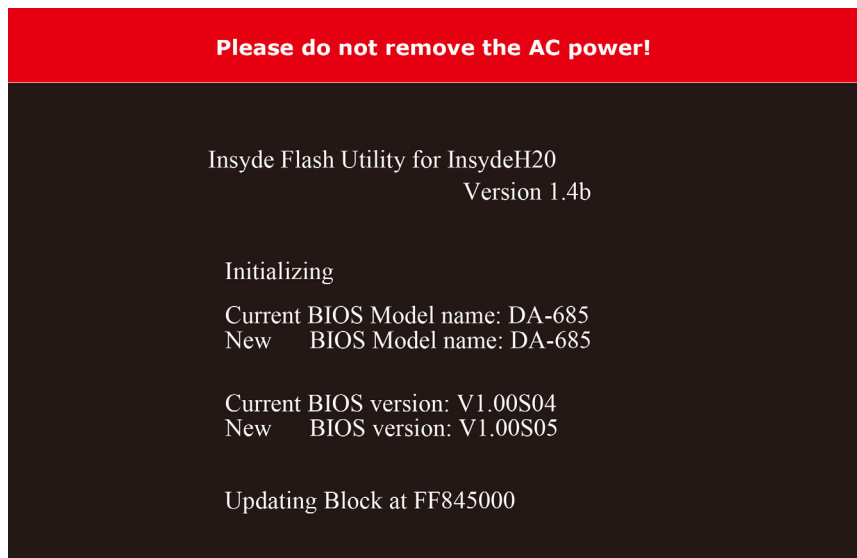 Please do not remove the AC power!
Insyde Flash Utility for InsydeH20
Version 1.4b
Initializing
Current BIOS Model name: DA-685
New BIOS Model name: DA-685
Current BIOS version: V1.00S04
New BIOS version: V1.00S05
Updating Block at FF845000